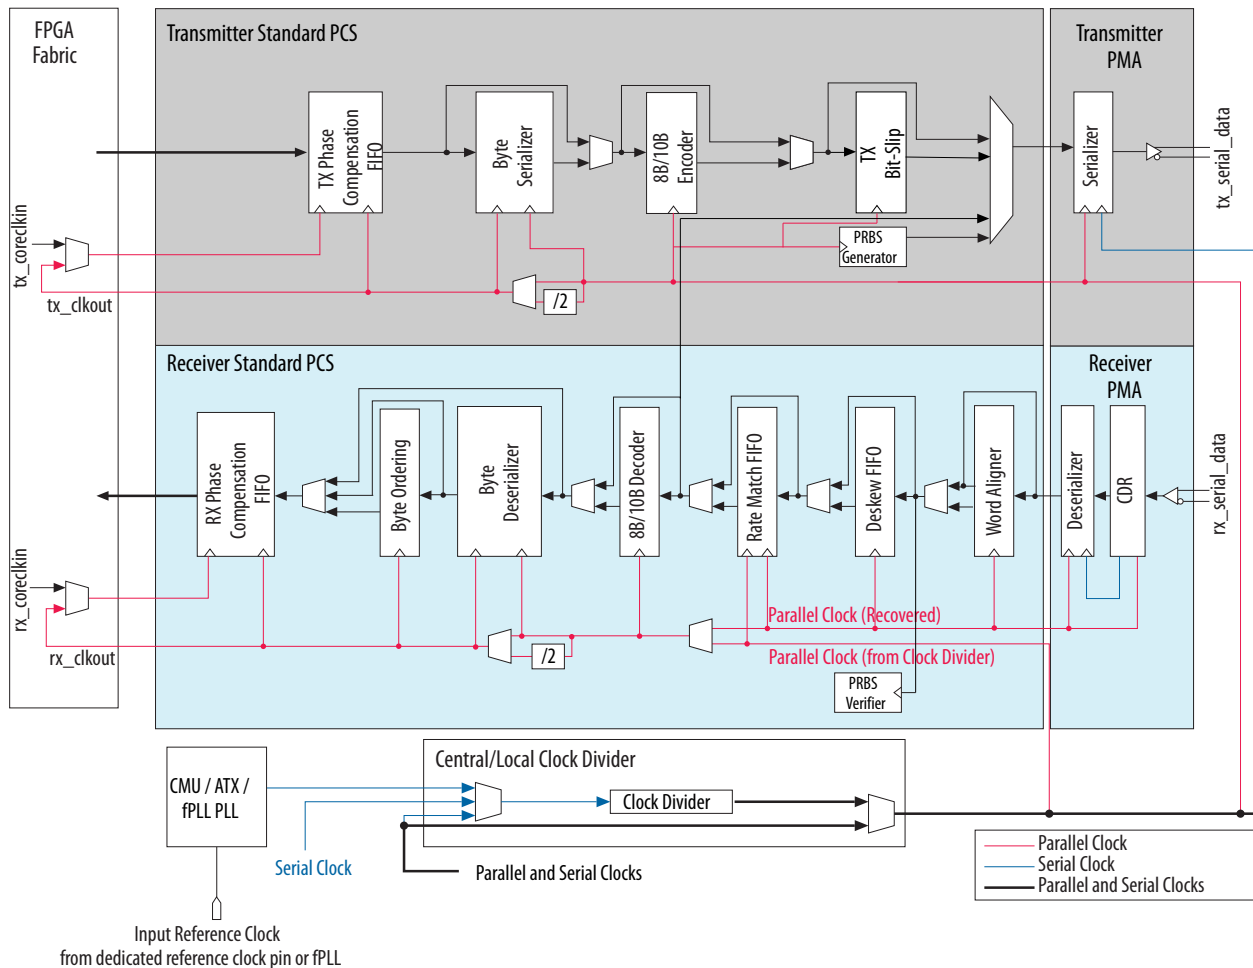 FPGA
Fabric
Transmitter Standard PCS
Transmitter
PMA
TX Phase
Compensation
FIFO
Byte
Serializer
8B/10B
Encoder
TX
Bit-Slip
Serializer
tx_serial_data
PRBS
Generator
tx_coreclkin
tx_clkout
/2
Receiver Standard PCS
Receiver
PMA
RX Phase
Compensation
FIFO
Byte Ordering
Byte
Deserializer
8B/10B Decoder
Rate Match FIFO
Deskew FIFO
Word Aligner
Deserializer
CDR
rx_serial_data
rx_coreclkin
rx_clkout
/2
Parallel Clock (Recovered)
Parallel Clock (from Clock Divider)
PRBS
Verifier
CMU / ATX /
fPLL PLL
Central/Local Clock Divider
Clock Divider
Serial Clock
Parallel and Serial Clocks
Parallel Clock
Serial Clock
Parallel and Serial Clocks
Input Reference Clock
from dedicated reference clock pin or fPLL